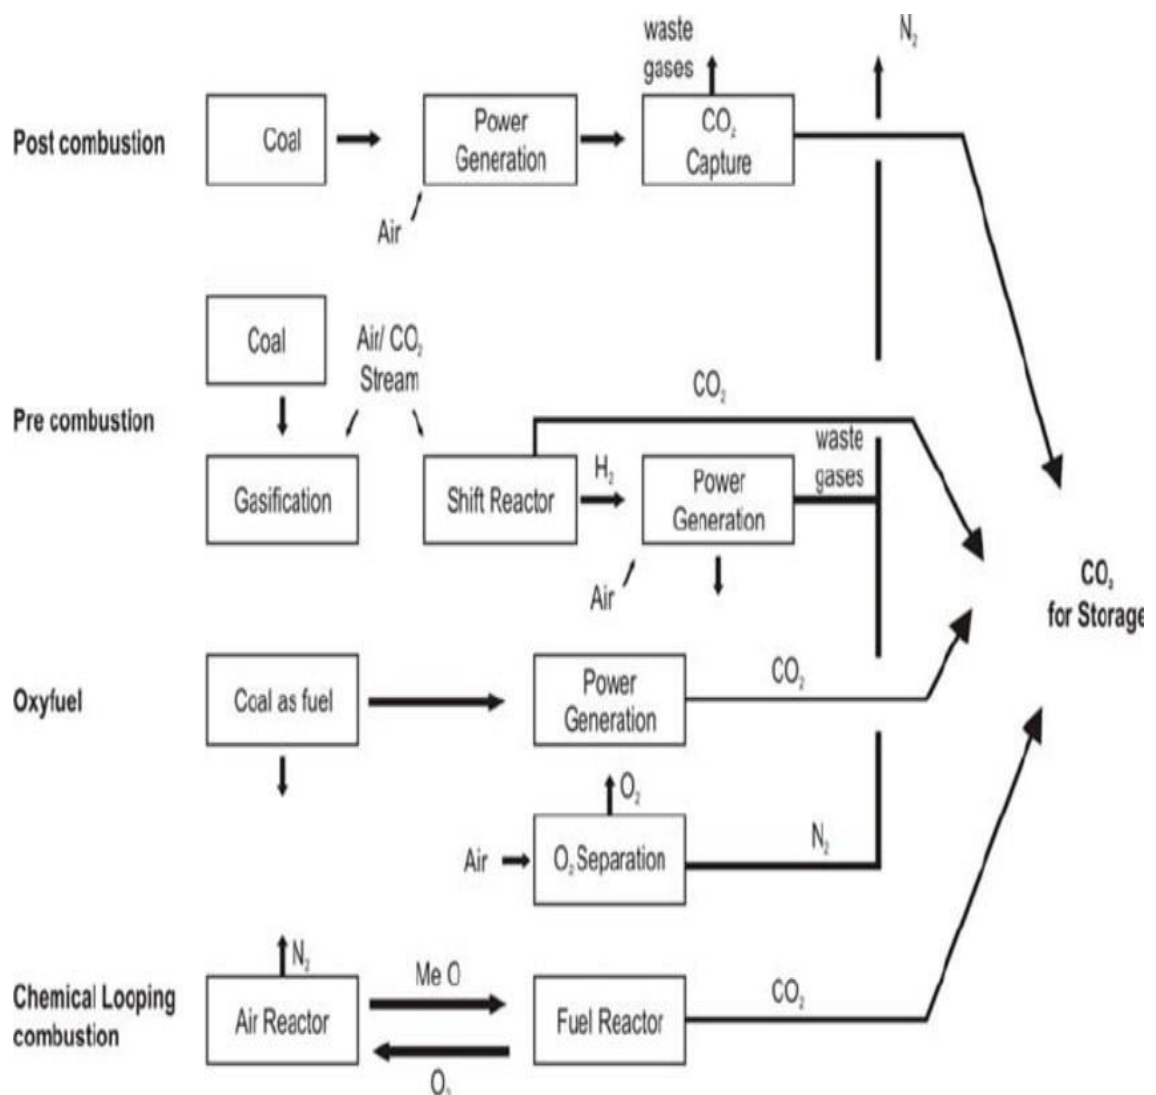 waste
gases
N₂
Post combustion
Coal
Power
Generation
CO₂
Capture
Air
Coal
Air/ CO₂
Stream
Pre combustion
CO₂
waste
gases
Gasification
Shift Reactor
H₂
Power
Generation
Air
CO₃
for Storage
Oxyfuel
Coal as fuel
Power
Generation
CO₂
O₂
Air
O₂ Separation
N₂
N₂
Me O
Chemical Looping
combustion
Air Reactor
Fuel Reactor
CO₂
O₂